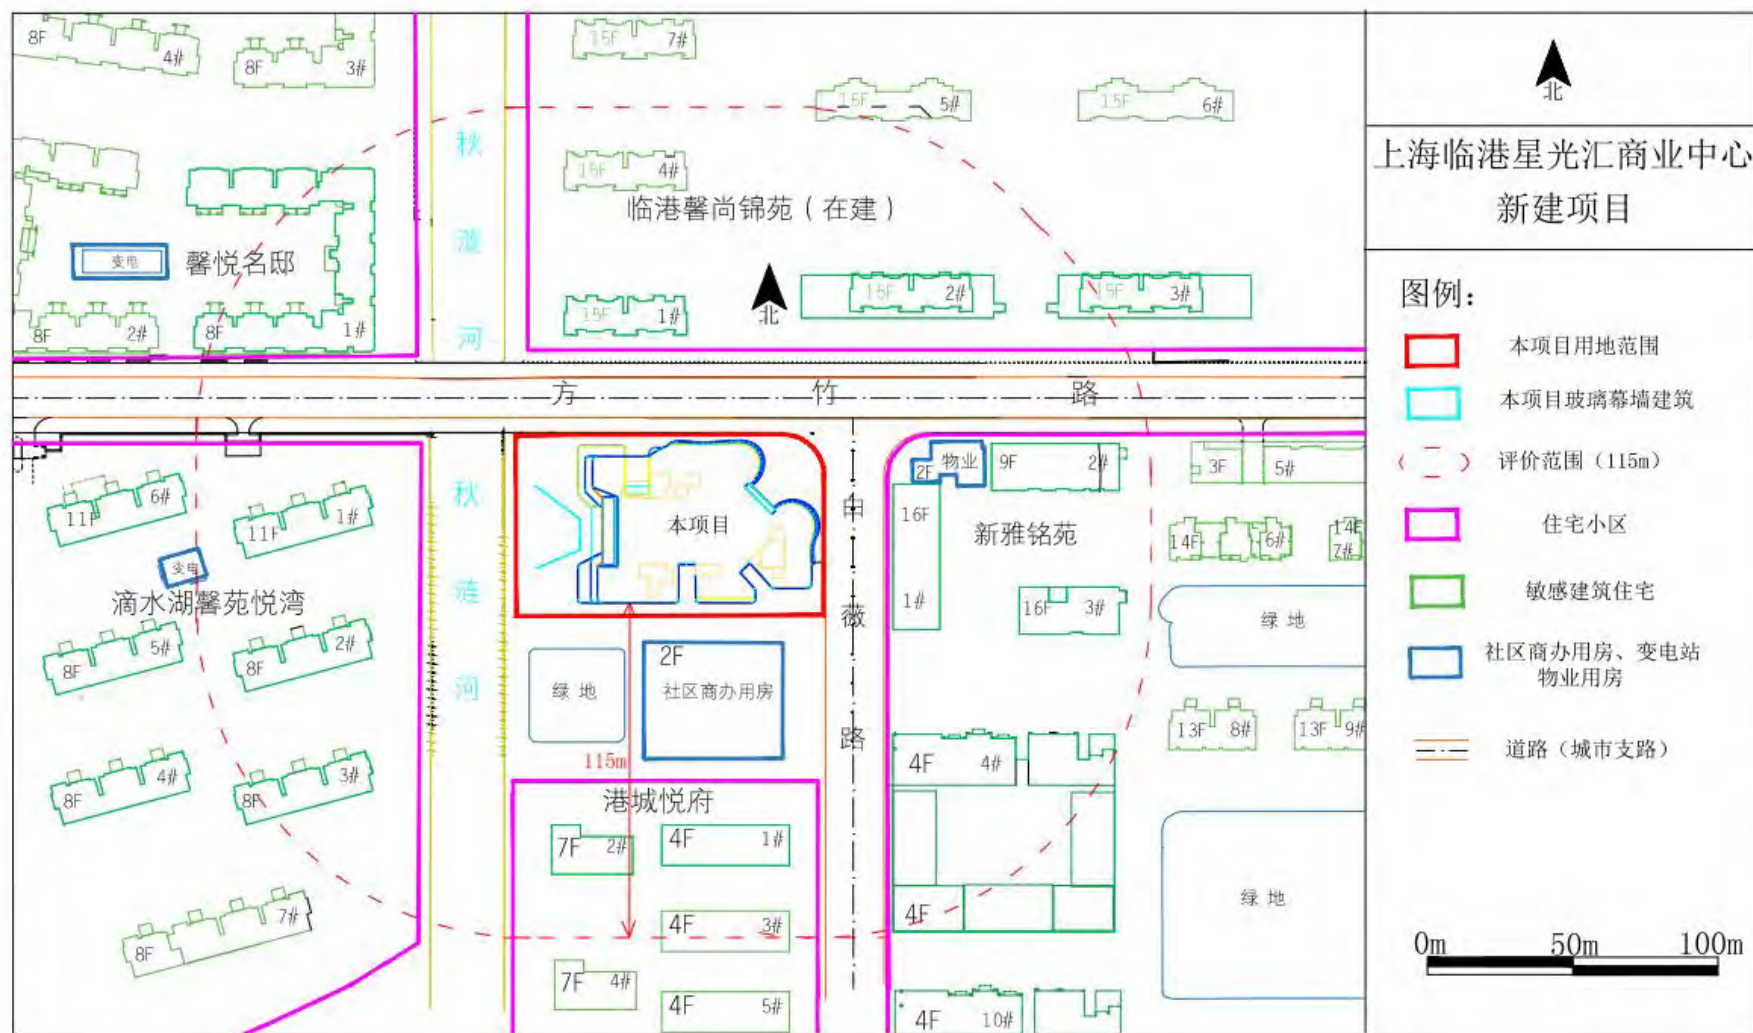 8F
4#
8F
3#
15F
7#
15F
5#
15F
6#
北
上海临港星光汇商业中心
新建项目
秋
漪
河
15F
4#
临港馨尚锦苑（在建）
变电
馨悦名邸
8F
2#
8F
1#
15F
1#
北
15F
2#
15F
3#
方竹路
图例：
本项目用地范围
本项目玻璃幕墙建筑
评价范围（115m）
住宅小区
敏感建筑住宅
社区商办用房、变电站
物业用房
道路（城市支路）
11F
6#
11F
1#
变电
滴水湖馨苑悦湾
8F
5#
8F
2#
8F
4#
8F
3#
8F
7#
秋
涟
河
本项目
绿地
2F
社区商办用房
115m
港城悦府
7F
2#
4F
1#
4F
3#
7F
4#
4F
5#
白
薇
路
2F
物业
9F
2#
16F
1#
新雅铭苑
16F
3#
3F
5#
14F
6#
14F
7#
绿地
13F
8#
13F
9#
4F
4#
4F
绿地
4F
10#
0m
50m
100m